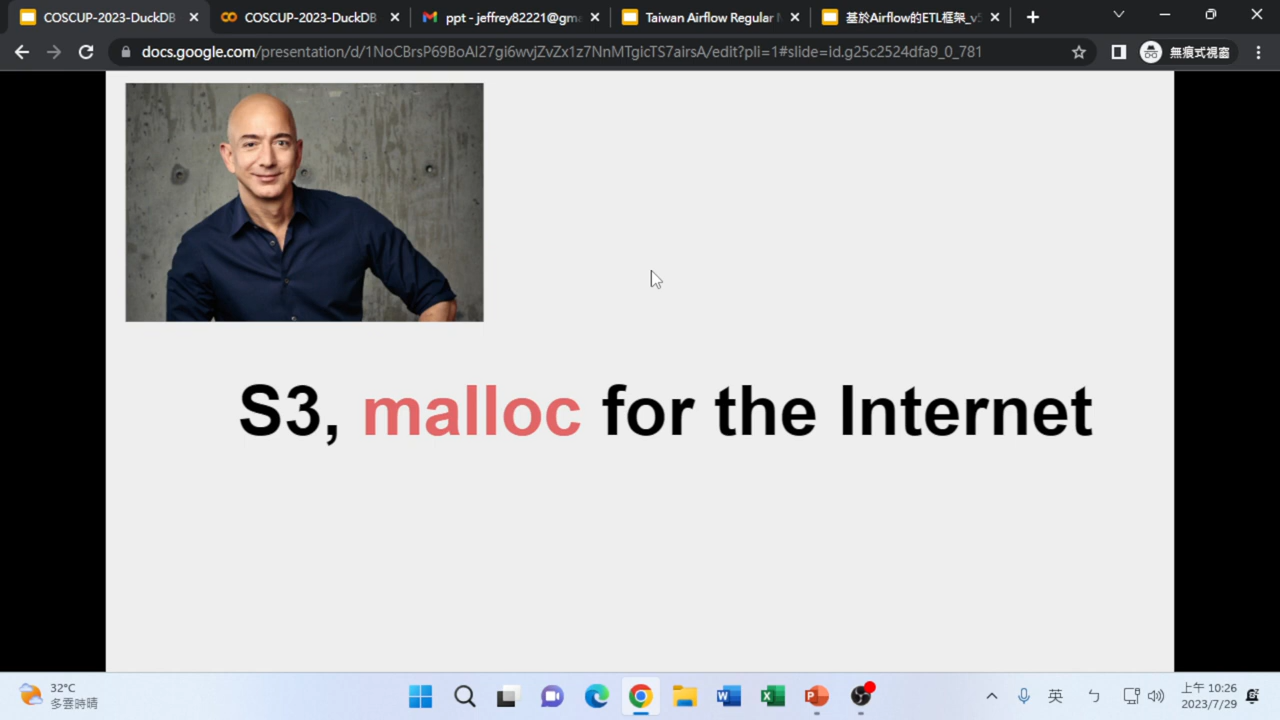 COSCUP-2023-DuckDB
COSCUP-2023-DuckDB
ppt - jeffrey82221@gm
Taiwan Airflow Regular
基於Airflow的ETL框架_v
docs.google.com/presentation/d/1NoCBrsP69BoAI27gi6wvjZvZx1z7NnMTgIcTS7airsA/edit?pli=1#slide=id.g25c2524dfa9_0_781
無痕式視窗
S3, malloc for the Internet
32°C
多雲時晴
英
ㄅ
上午 10:26
2023/7/29